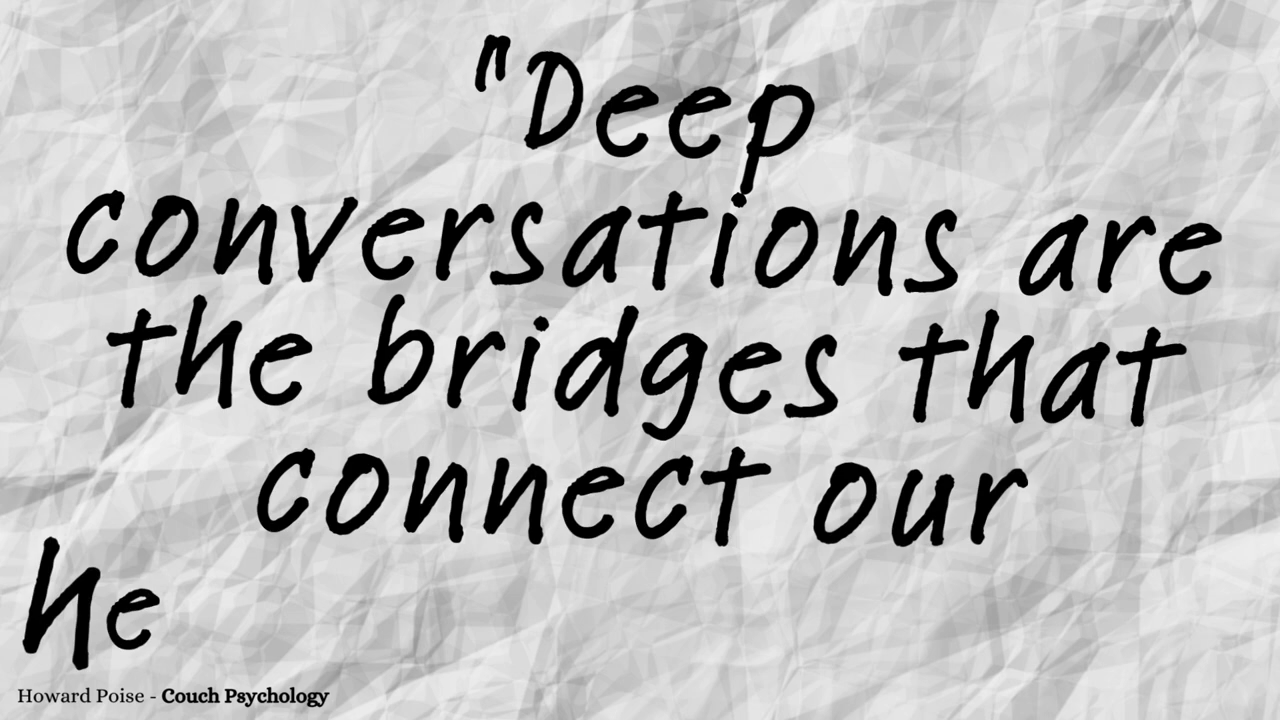 "Deep
conversations are
the bridges that
connect our
he
Howard Poise - Couch Psychology